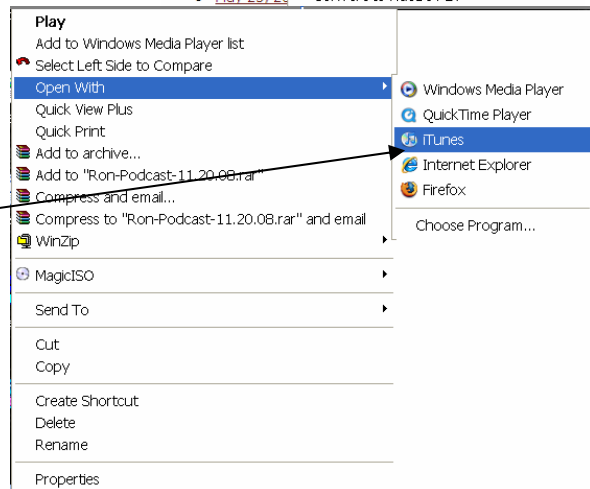 Play
Add to Windows Media Player list
Select Left Side to Compare
Open With
Quick View Plus
Quick Print
Add to archive...
Add to "Ron-Podcast-11.20.08.rar"
Compress and email...
Compress to "Ron-Podcast-11.20.08.rar" and email
WinZip
MagicISO
Send To
Cut
Copy
Create Shortcut
Delete
Rename
Properties
Windows Media Player
QuickTime Player
iTunes
Internet Explorer
Firefox
Choose Program...